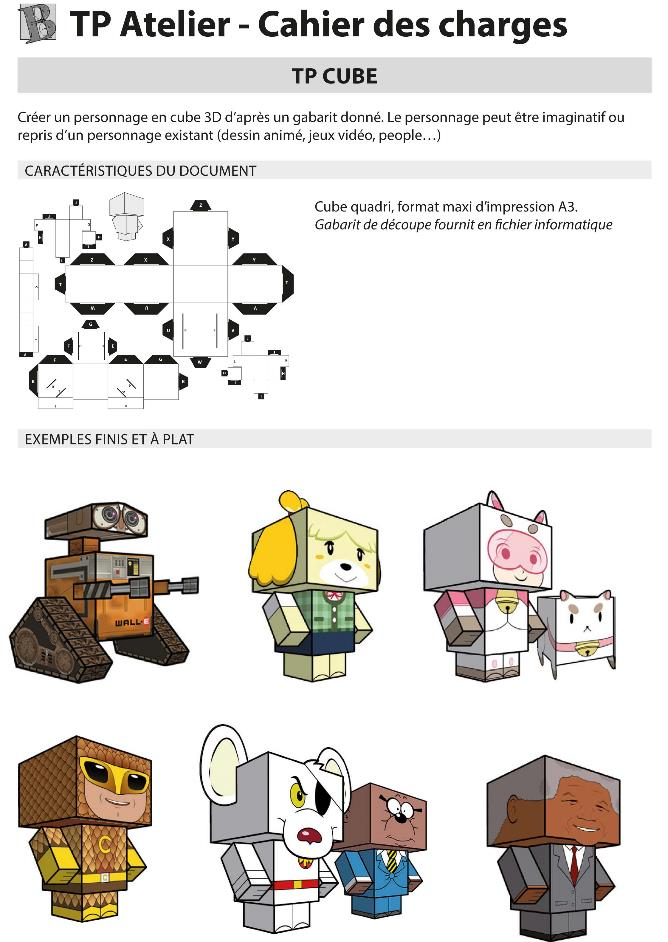 B TP Atelier - Cahier des charges
TP CUBE
Créer un personnage en cube 3D d'après un gabarit donné. Le personnage peut être imaginatif ou
repris d'un personnage existant (dessin animé, jeux vidéo, people…)
CARACTÉRISTIQUES DU DOCUMENT
Cube quadri, format maxi d'impression A3.
Gabarit de découpe fournit en fichier informatique
Z
X
Y
Z
X
Y
T
T
W
U
V
U
V
G
W
EXEMPLES FINIS ET À PLAT
WALL·E
C